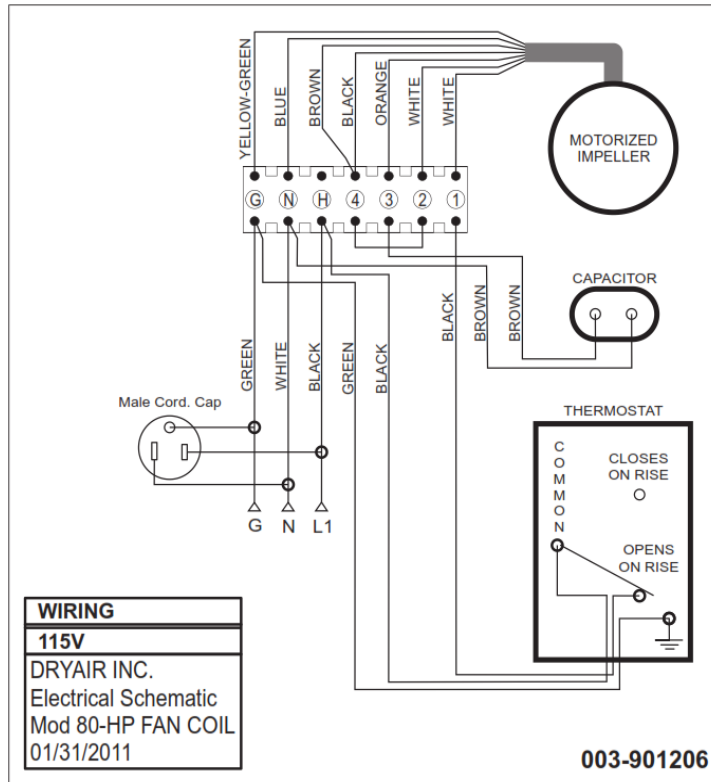 YELLOW-GREEN
BLUE
BROWN
BLACK
ORANGE
WHITE
WHITE
MOTORIZED
IMPELLER
G N H 4 3 2 1
CAPACITOR
GREEN
WHITE
BLACK
GREEN
BLACK
BROWN
BROWN
BLACK
Male Cord. Cap
G N L1
THERMOSTAT
COMMON
CLOSES
ON RISE
OPENS
ON RISE
WIRING
115V
DRYAIR INC.
Electrical Schematic
Mod 80-HP FAN COIL
01/31/2011
003-901206